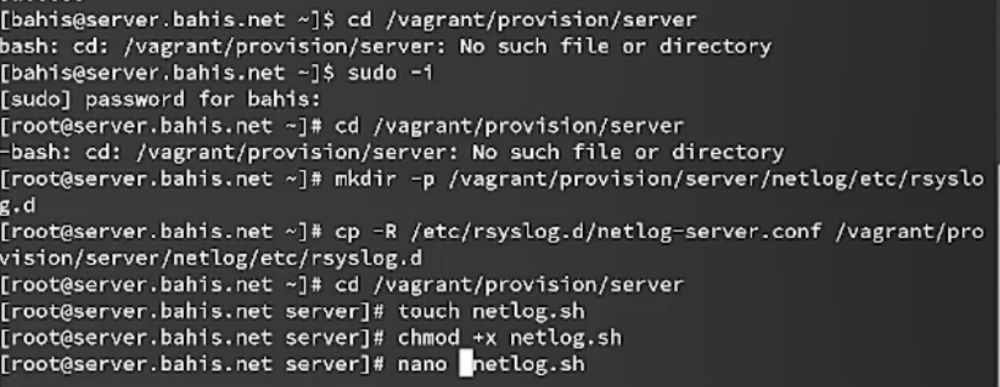 [bahis@server.bahis.net ~]$ cd /vagrant/provision/server
bash: cd: /vagrant/provision/server: No such file or directory
[bahis@server.bahis.net ~]$ sudo -i
[sudo] password for bahis:
[root@server.bahis.net ~]# cd /vagrant/provision/server
-bash: cd: /vagrant/provision/server: No such file or directory
[root@server.bahis.net ~]# mkdir -p /vagrant/provision/server/netlog/etc/rsyslo
g.d
[root@server.bahis.net ~]# cp -R /etc/rsyslog.d/netlog-server.conf /vagrant/pro
vision/server/netlog/etc/rsyslog.d
[root@server.bahis.net ~]# cd /vagrant/provision/server
[root@server.bahis.net server]# touch netlog.sh
[root@server.bahis.net server]# chmod +x netlog.sh
[root@server.bahis.net server]# nano netlog.sh